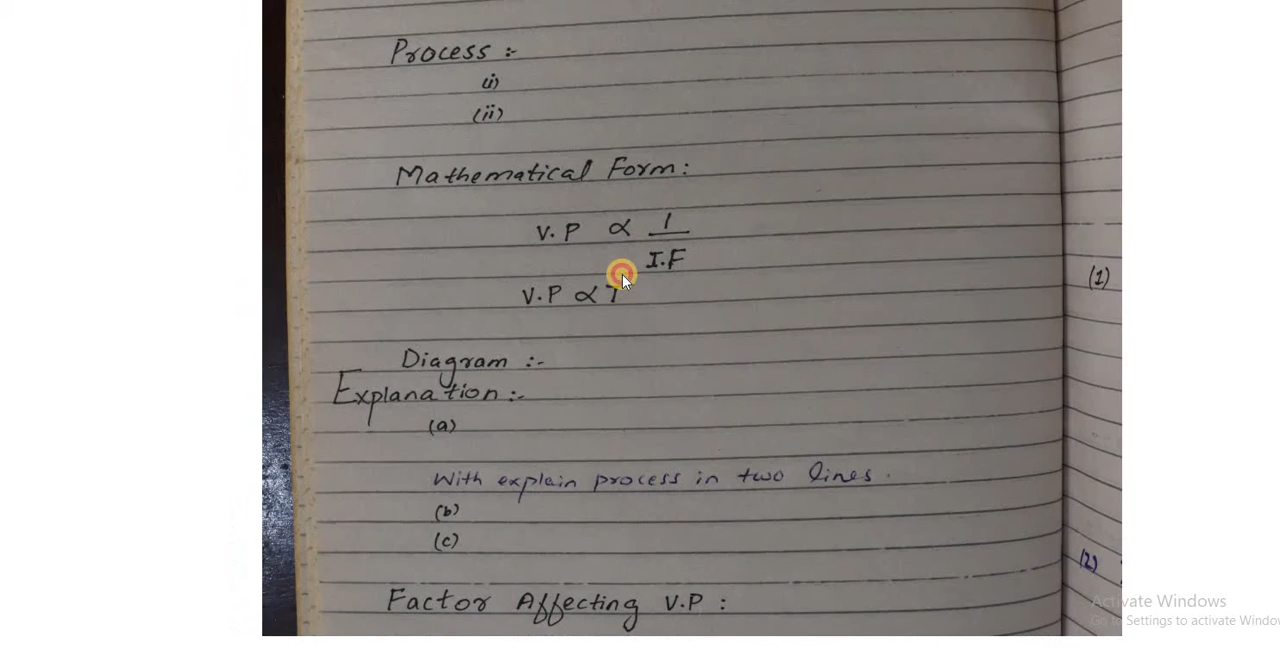 Process :-
(i)
(ii)
Mathematical Form:
V.P ∝ 1
I.F
V.P ∝ T
(1)
Diagram :-
Explanation :-
(a)
With explain process in two lines.
(b)
(c)
(2)
Factor Affecting V.P :
Activate Windows
Go to Settings to activate Window